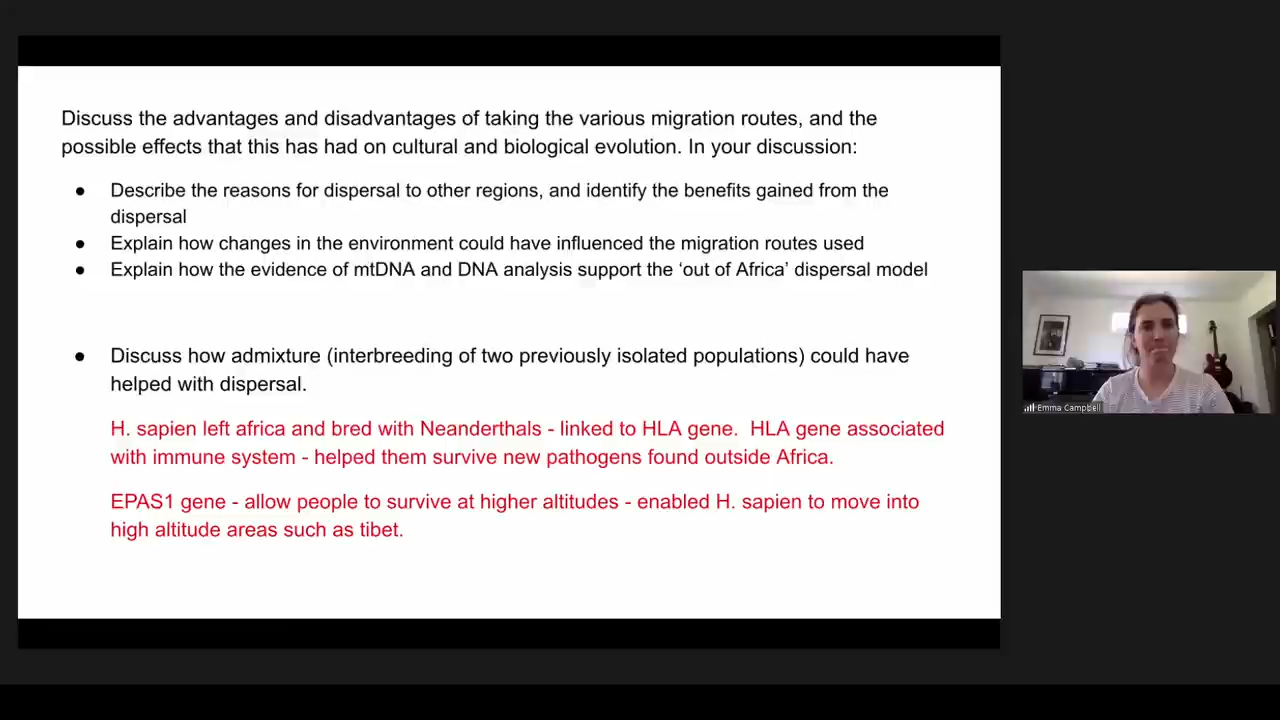 Discuss the advantages and disadvantages of taking the various migration routes, and the
possible effects that this has had on cultural and biological evolution. In your discussion:
● Describe the reasons for dispersal to other regions, and identify the benefits gained from the
dispersal
● Explain how changes in the environment could have influenced the migration routes used
● Explain how the evidence of mtDNA and DNA analysis support the ‘out of Africa’ dispersal model
● Discuss how admixture (interbreeding of two previously isolated populations) could have
helped with dispersal.
H. sapien left africa and bred with Neanderthals - linked to HLA gene.  HLA gene associated
with immune system - helped them survive new pathogens found outside Africa.
EPAS1 gene - allow people to survive at higher altitudes - enabled H. sapien to move into
high altitude areas such as tibet.
Emma Campbell